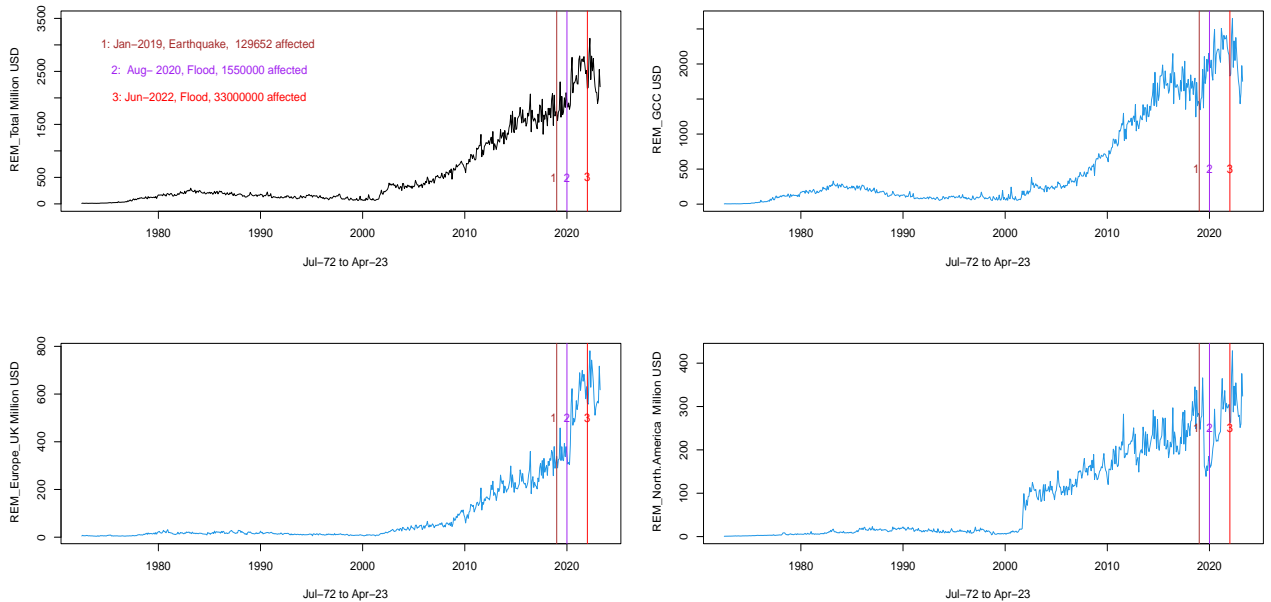 REM_Total Million USD
0
500
1500
2500
3500
1: Jan−2019, Earthquake,  129652 affected
2:  Aug− 2020, Flood, 1550000 affected
3: Jun−2022, Flood, 33000000 affected
1 2 3
1980 1990 2000 2010 2020
Jul−72 to Apr−23
REM_GCC USD
0
500
1000
2000
1 2 3
1980 1990 2000 2010 2020
Jul−72 to Apr−23
REM_Europe_UK Million USD
0
200
400
600
800
1 2 3
1980 1990 2000 2010 2020
Jul−72 to Apr−23
REM_North.America  Million USD
0
100
200
300
400
1 2 3
1980 1990 2000 2010 2020
Jul−72 to Apr−23